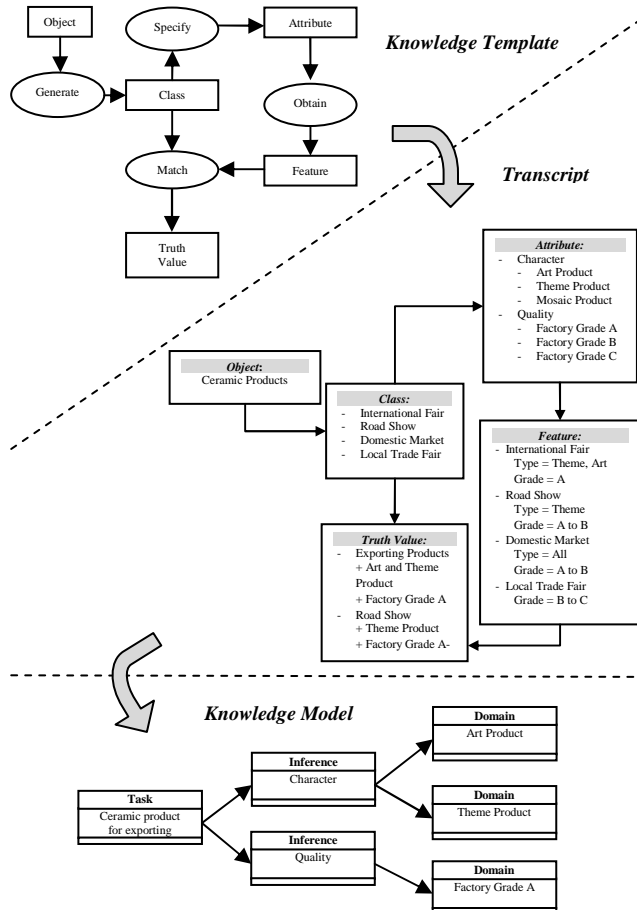 Object
Specify
Attribute
Knowledge Template
Generate
Class
Obtain
Match
Feature
Truth
Value
Transcript
Attribute:
- Character
- Art Product
- Theme Product
- Mosaic Product
- Quality
- Factory Grade A
- Factory Grade B
- Factory Grade C
Object:
Ceramic Products
Class:
- International Fair
- Road Show
- Domestic Market
- Local Trade Fair
Feature:
- International Fair
Type = Theme, Art
Grade = A
- Road Show
Type = Theme
Grade = A to B
- Domestic Market
Type = All
Grade = A to B
- Local Trade Fair
Grade = B to C
Truth Value:
- Exporting Products
+ Art and Theme
Product
+ Factory Grade A
- Road Show
+ Theme Product
+ Factory Grade A-
Knowledge Model
Domain
Art Product
Inference
Character
Task
Ceramic product
for exporting
Domain
Theme Product
Inference
Quality
Domain
Factory Grade A